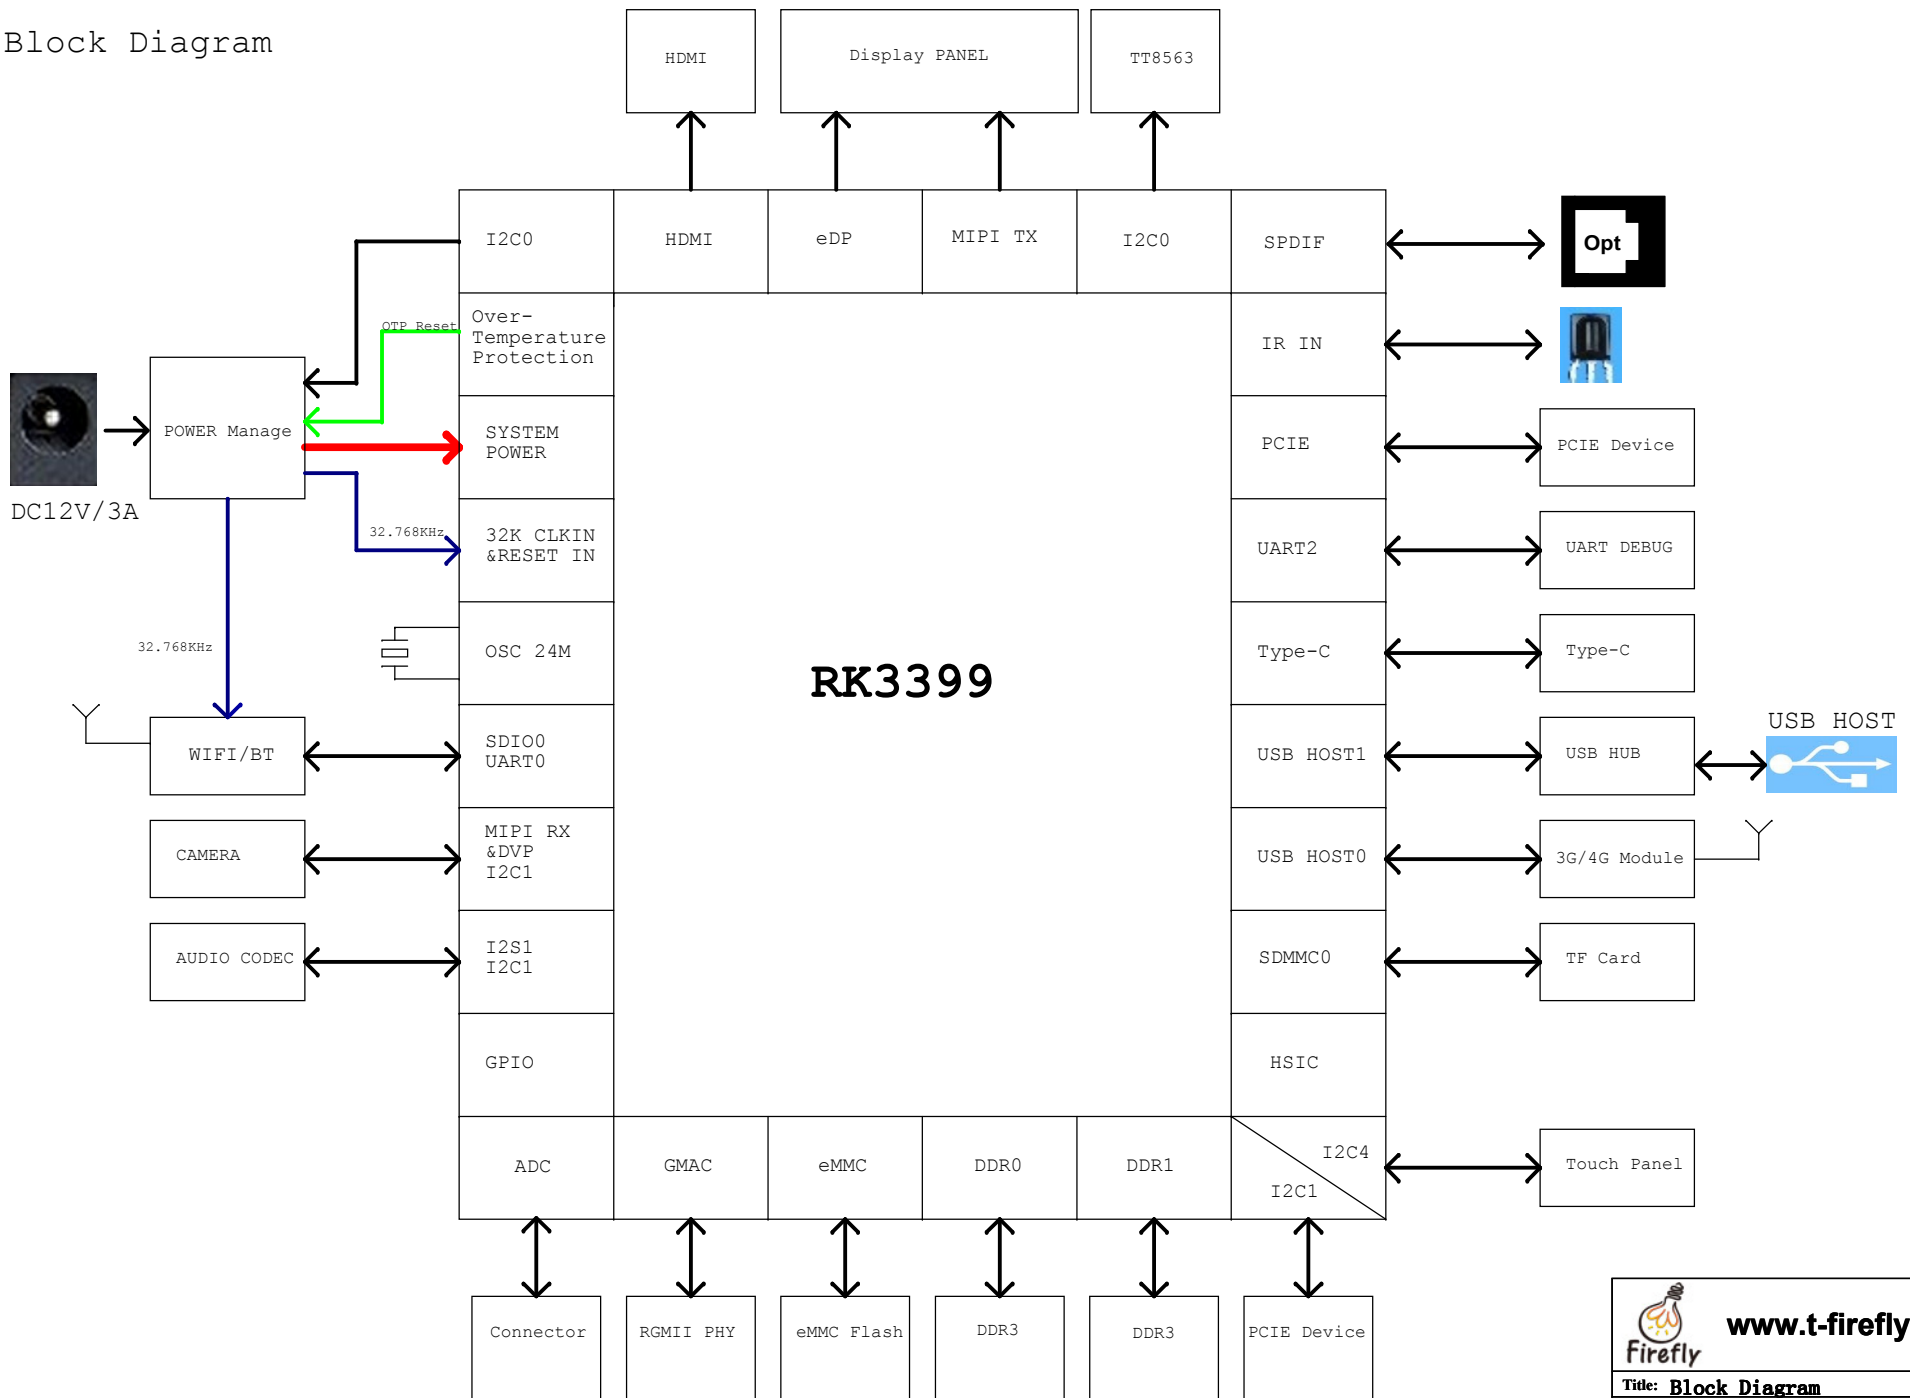 Block Diagram
HDMI
Display PANEL
TT8563
I2C0
HDMI
eDP
MIPI TX
I2C0
SPDIF
Opt
OTP Reset
Over-
Temperature
Protection
IR IN
POWER Manage
SYSTEM
POWER
PCIE
PCIE Device
DC12V/3A
32.768KHz
32K CLKIN
&RESET IN
UART2
UART DEBUG
32.768KHz
OSC 24M
RK3399
Type-C
Type-C
USB HOST
WIFI/BT
SDIO0
UART0
USB HOST1
USB HUB
CAMERA
MIPI RX
&DVP
I2C1
USB HOST0
3G/4G Module
AUDIO CODEC
I2S1
I2C1
SDMMC0
TF Card
GPIO
HSIC
ADC
GMAC
eMMC
DDR0
DDR1
I2C4
I2C1
Touch Panel
Connector
RGMII PHY
eMMC Flash
DDR3
DDR3
PCIE Device
www.t-firefly
Firefly
Title: Block Diagram